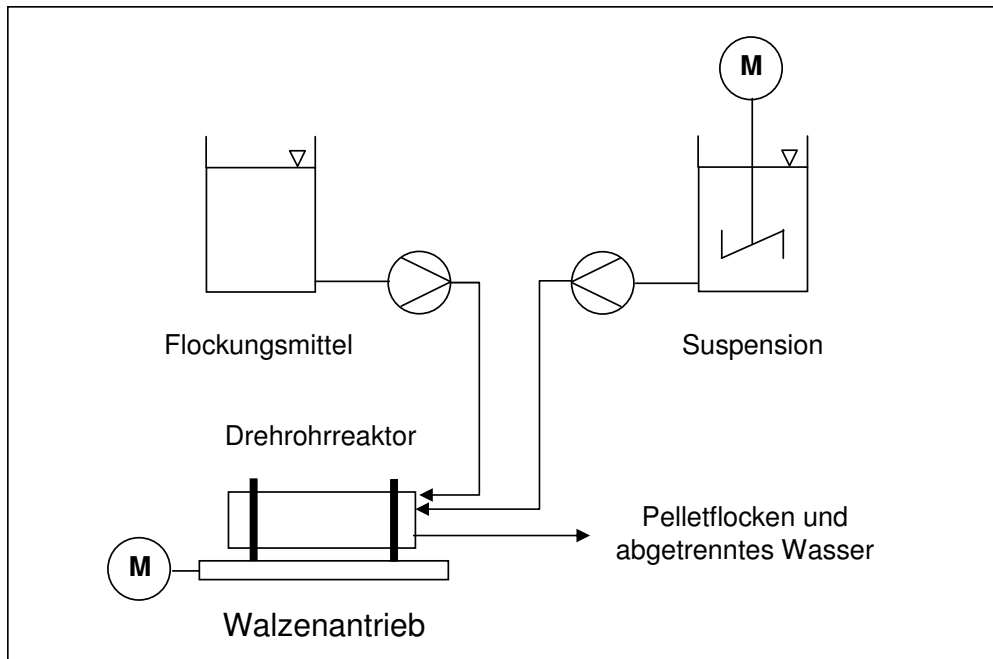 M
Flockungsmittel
Suspension
Drehrohrreaktor
Pelletflocken und
abgetrenntes Wasser
M
Walzenantrieb